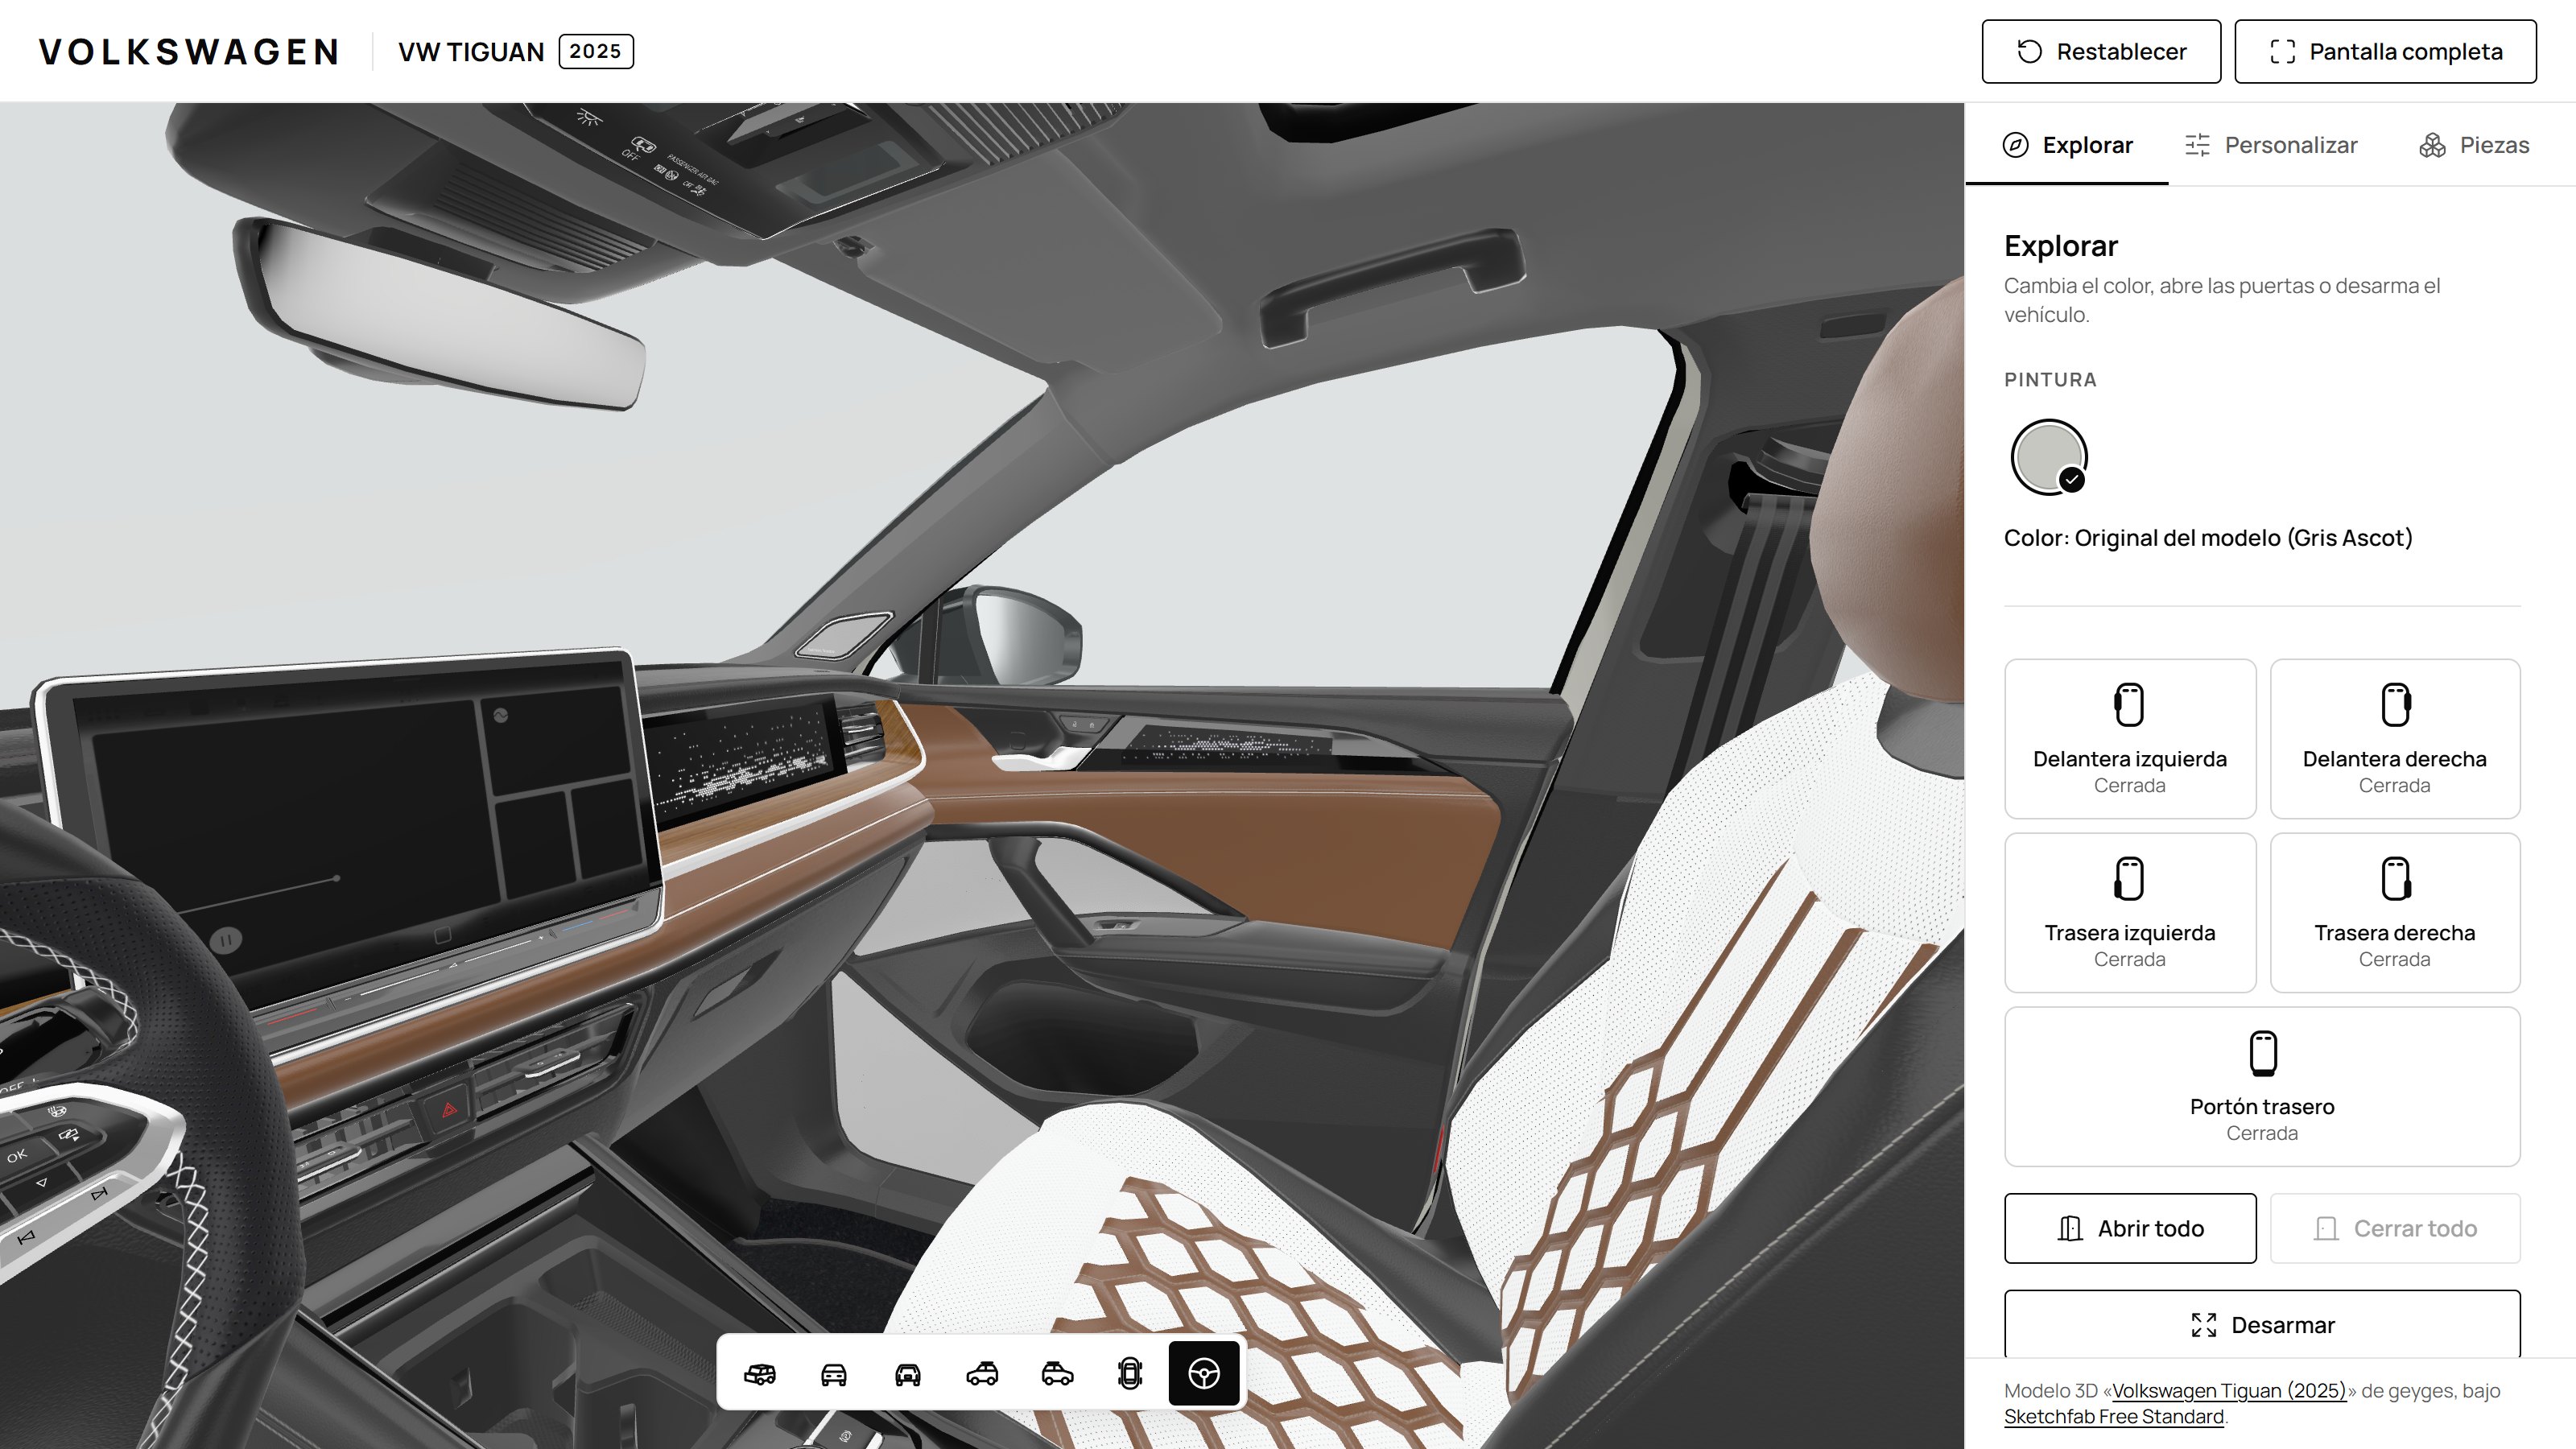 VOLKSWAGEN
VW TIGUAN 2025
Restablecer
Pantalla completa
Explorar
Personalizar
Piezas
OFF
PASSENGER AIR BAG
Explorar
Cambia el color, abre las puertas o desarma el
vehículo.
PINTURA
Color: Original del modelo (Gris Ascot)
Delantera izquierda
Cerrada
Delantera derecha
Cerrada
Trasera izquierda
Cerrada
Trasera derecha
Cerrada
Portón trasero
Cerrada
OK
Abrir todo
Cerrar todo
Desarmar
Modelo 3D «Volkswagen Tiguan (2025)» de geyges, bajo
Sketchfab Free Standard.